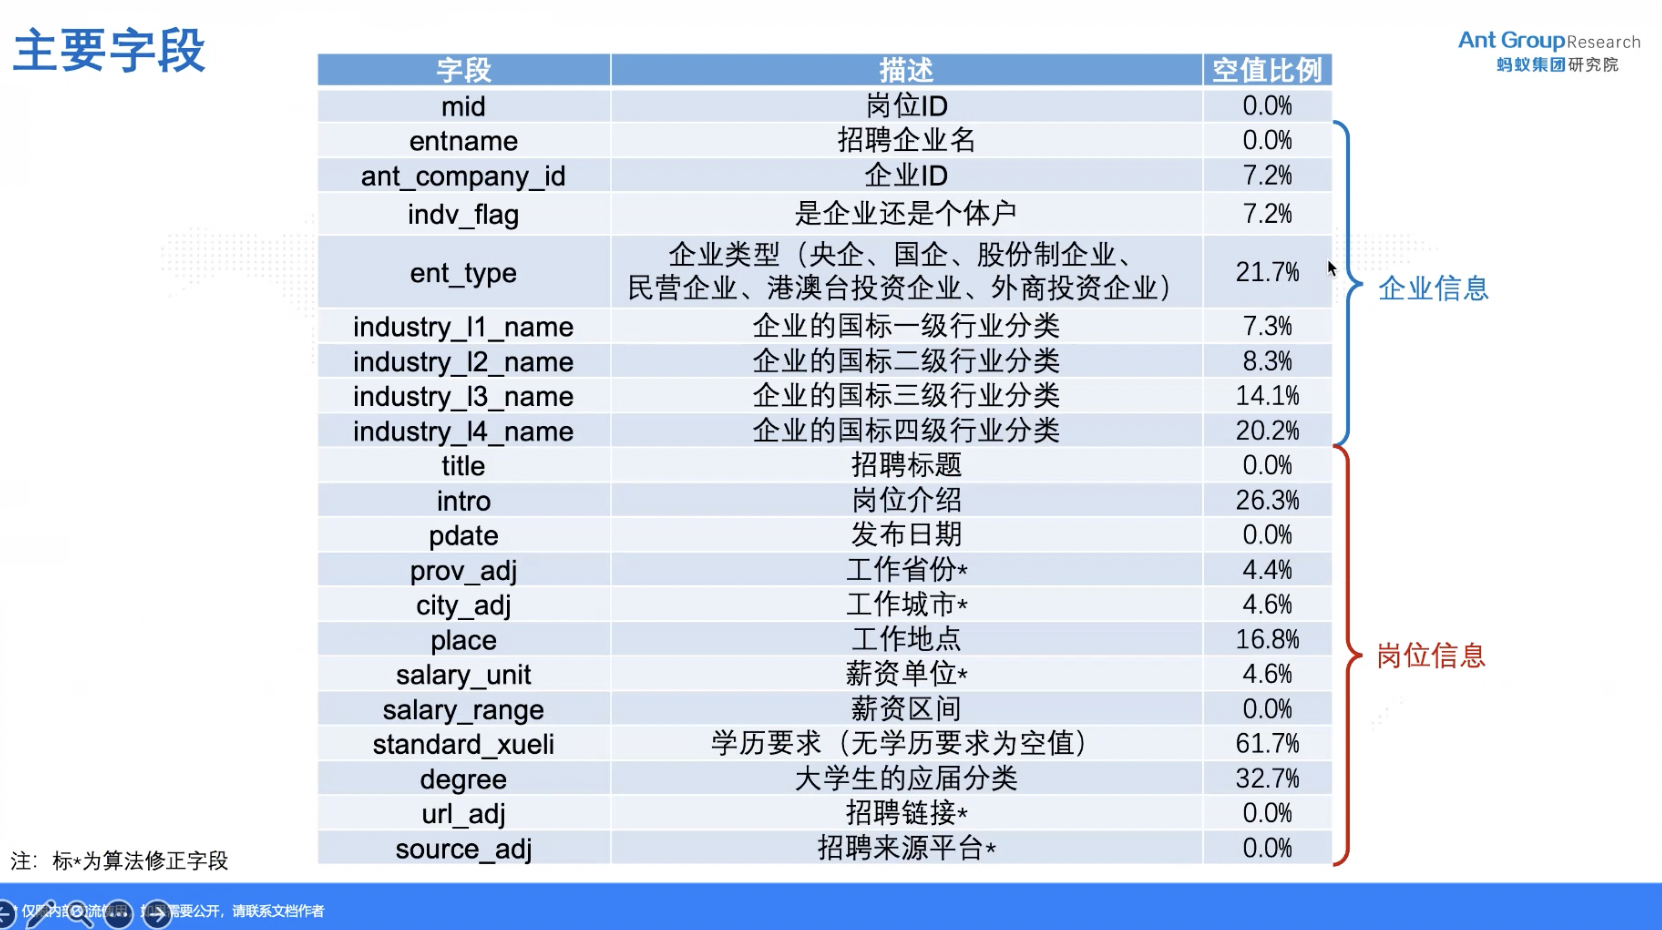 主要字段
Ant Group Research
蚂蚁集团研究院
字段 描述 空值比例
mid 岗位ID 0.0%
entname 招聘企业名 0.0%
ant_company_id 企业ID 7.2%
indv_flag 是企业还是个体户 7.2%
ent_type 企业类型（央企、国企、股份制企业、
民营企业、港澳台投资企业、外商投资企业） 21.7%
industry_l1_name 企业的国标一级行业分类 7.3%
industry_l2_name 企业的国标二级行业分类 8.3%
industry_l3_name 企业的国标三级行业分类 14.1%
industry_l4_name 企业的国标四级行业分类 20.2%
title 招聘标题 0.0%
intro 岗位介绍 26.3%
pdate 发布日期 0.0%
prov_adj 工作省份* 4.4%
city_adj 工作城市* 4.6%
place 工作地点 16.8%
salary_unit 薪资单位* 4.6%
salary_range 薪资区间 0.0%
standard_xueli 学历要求（无学历要求为空值） 61.7%
degree 大学生的应届分类 32.7%
url_adj 招聘链接* 0.0%
source_adj 招聘来源平台* 0.0%
企业信息
岗位信息
注：标*为算法修正字段
仅限内部交流使用，如需要公开，请联系文档作者